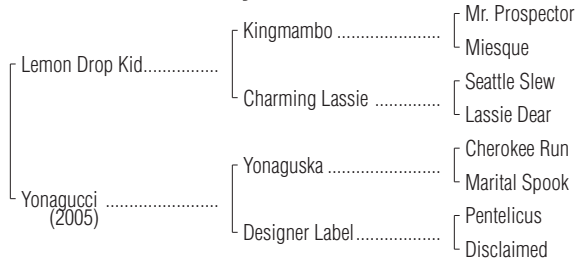 Mr. Prospector
Kingmambo ..................
Miesque
Lemon Drop Kid...............
Seattle Slew
Charming Lassie ..............
Lassie Dear
Cherokee Run
Yonaguska ....................
Marital Spook
Yonagucci ......................
(2005)
Pentelicus
Designer Label................
Disclaimed